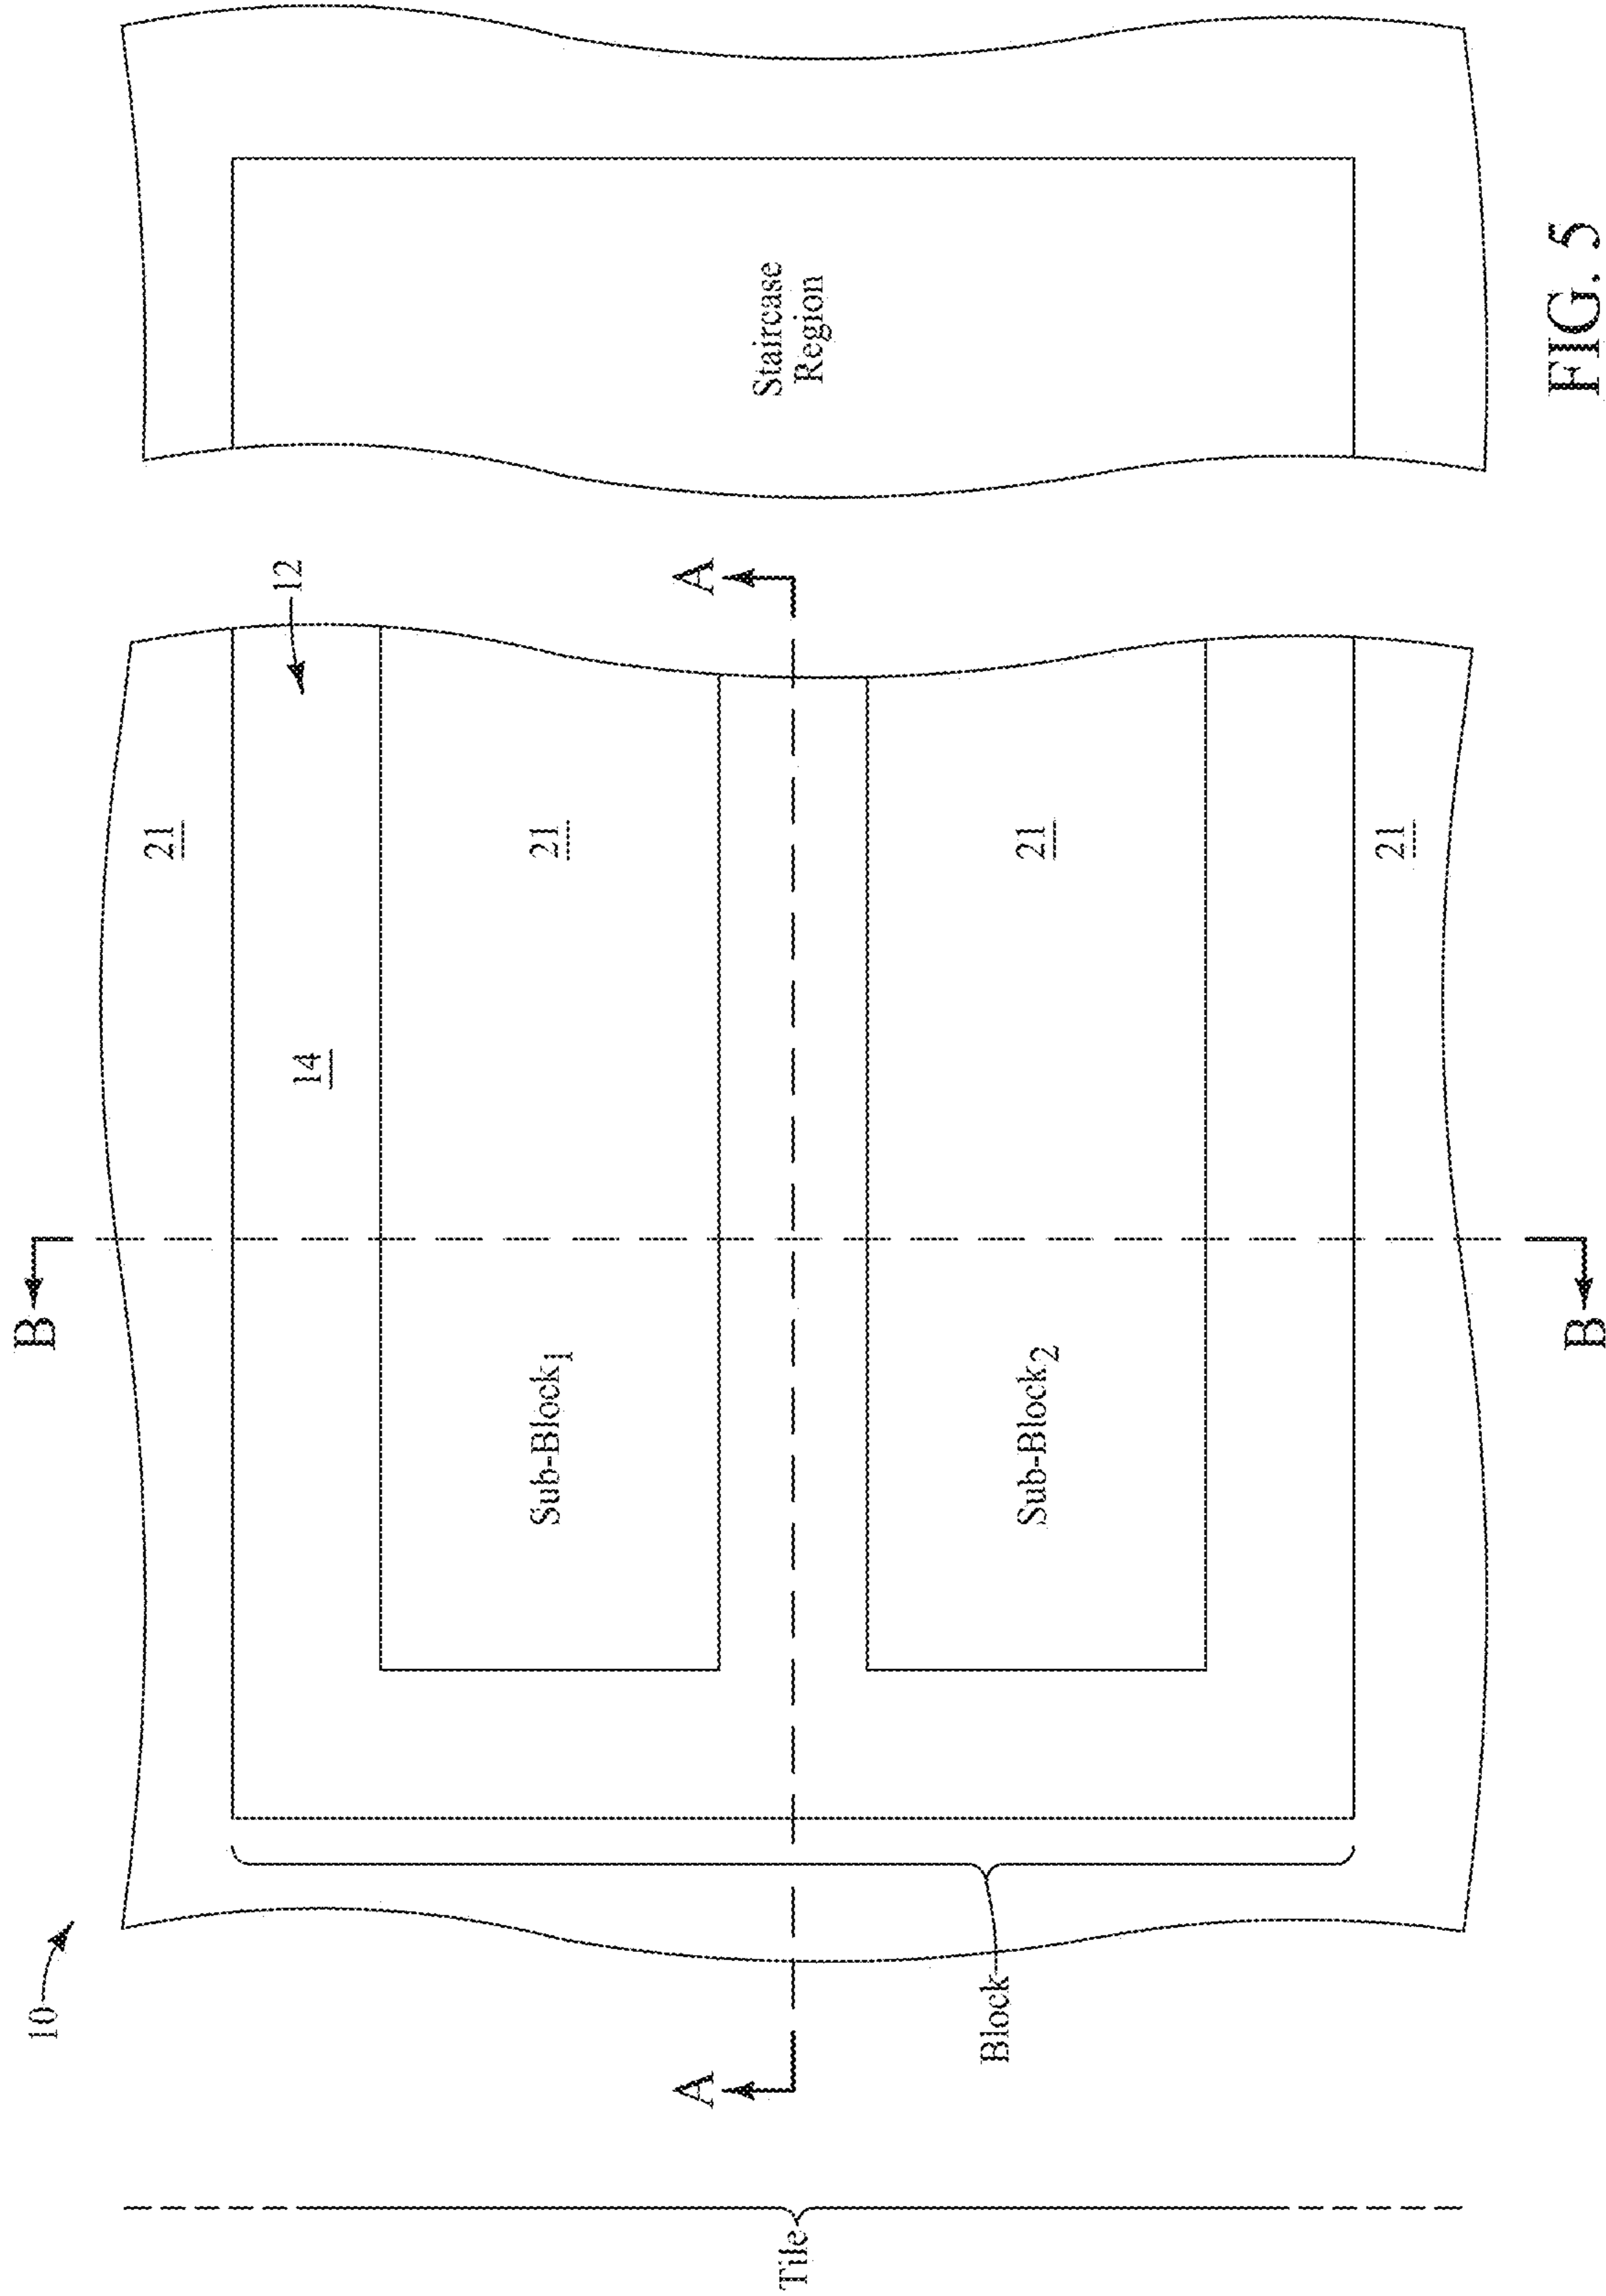 10
B
12
21
14
Sub-Block₁
21
A
A
Staircase
Region
Sub-Block₂
21
Block
21
Tile
B
FIG. 5